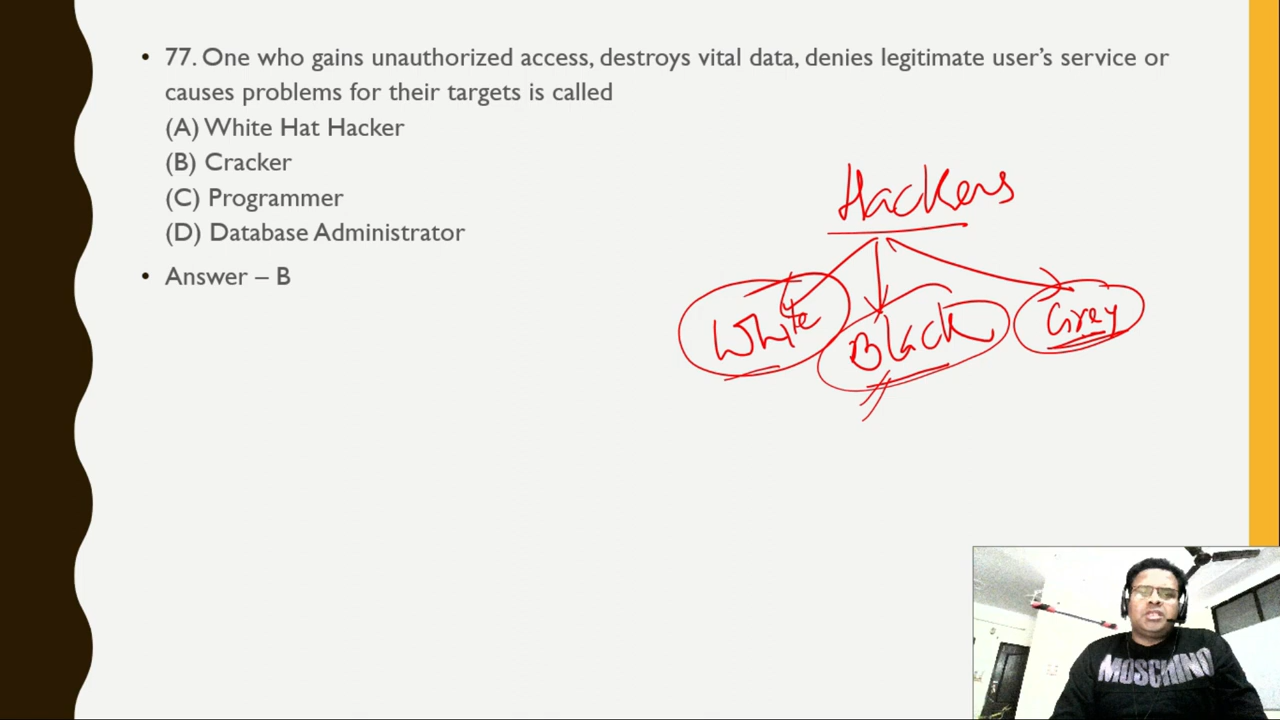 • 77. One who gains unauthorized access, destroys vital data, denies legitimate user's service or
causes problems for their targets is called
(A) White Hat Hacker
(B) Cracker
(C) Programmer
(D) Database Administrator
• Answer – B
Hackers
White Black Grey
MOSCHINO